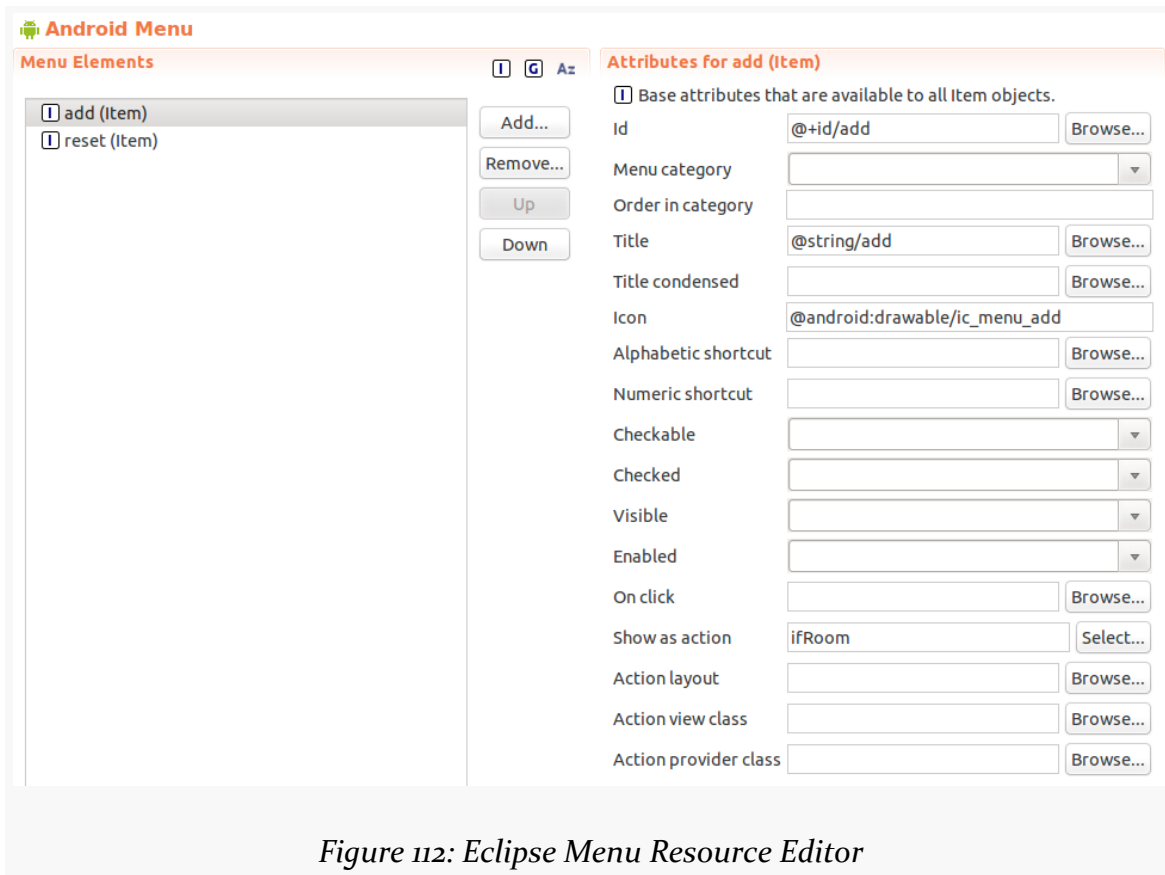 Android Menu
Menu Elements
I G Az
add (Item)
reset (Item)
Add...
Remove...
Up
Down
Attributes for add (Item)
I Base attributes that are available to all Item objects.
Id @+id/add Browse...
Menu category
Order in category
Title @string/add Browse...
Title condensed Browse...
Icon @android:drawable/ic_menu_add
Alphabetic shortcut Browse...
Numeric shortcut Browse...
Checkable
Checked
Visible
Enabled
On click Browse...
Show as action ifRoom Select...
Action layout Browse...
Action view class Browse...
Action provider class Browse...
Figure 112: Eclipse Menu Resource Editor